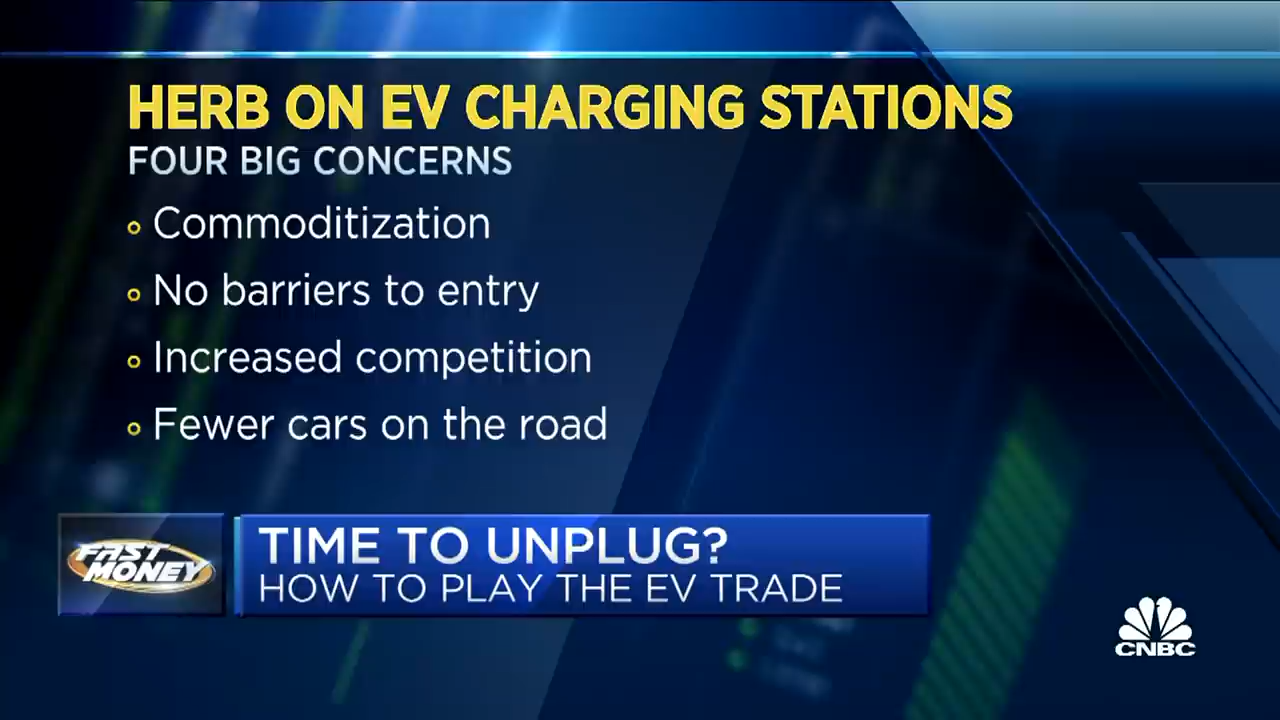 HERB ON EV CHARGING STATIONS
FOUR BIG CONCERNS
Commoditization
No barriers to entry
Increased competition
Fewer cars on the road
FAST
MONEY
TIME TO UNPLUG?
HOW TO PLAY THE EV TRADE
CNBC